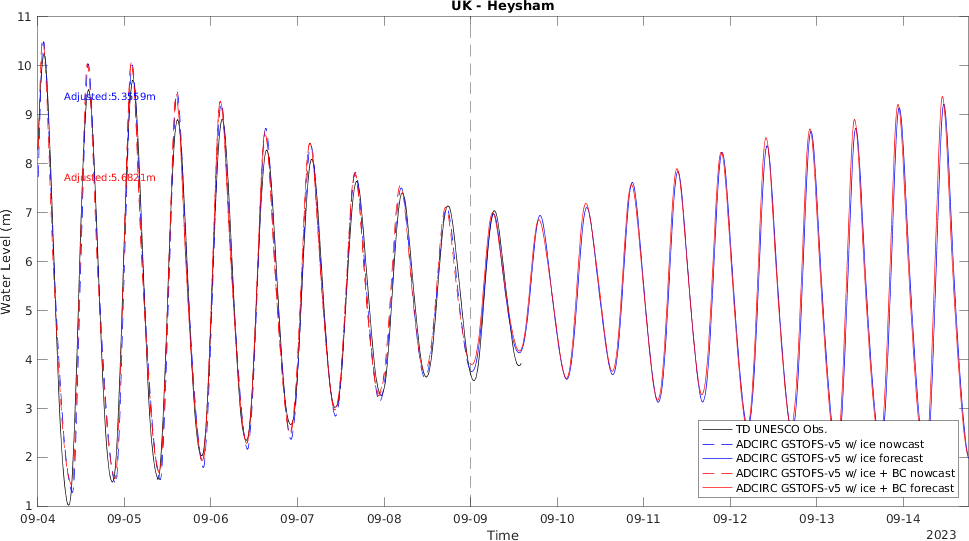 UK - Heysham
11
10
9
8
7
6
5
4
3
2
1
Water Level (m)
Adjusted:5.3559m
Adjusted:5.6821m
TD UNESCO Obs.
ADCIRC GSTOFS-v5 w/ ice nowcast
ADCIRC GSTOFS-v5 w/ ice forecast
ADCIRC GSTOFS-v5 w/ ice + BC nowcast
ADCIRC GSTOFS-v5 w/ ice + BC forecast
09-04 09-05 09-06 09-07 09-08 09-09 09-10 09-11 09-12 09-13 09-14
Time
2023